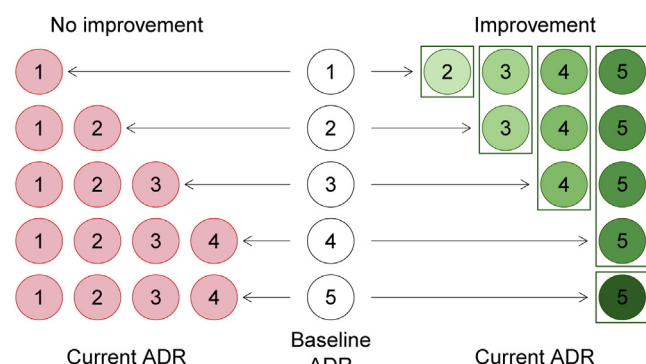 No improvement Improvement
1 1 2 3 4 5
1 2 2 3 4 5
1 2 3 3 4 5
1 2 3 4 4 5
1 2 3 4 5 5
Baseline
Current ADR ADR Current ADR